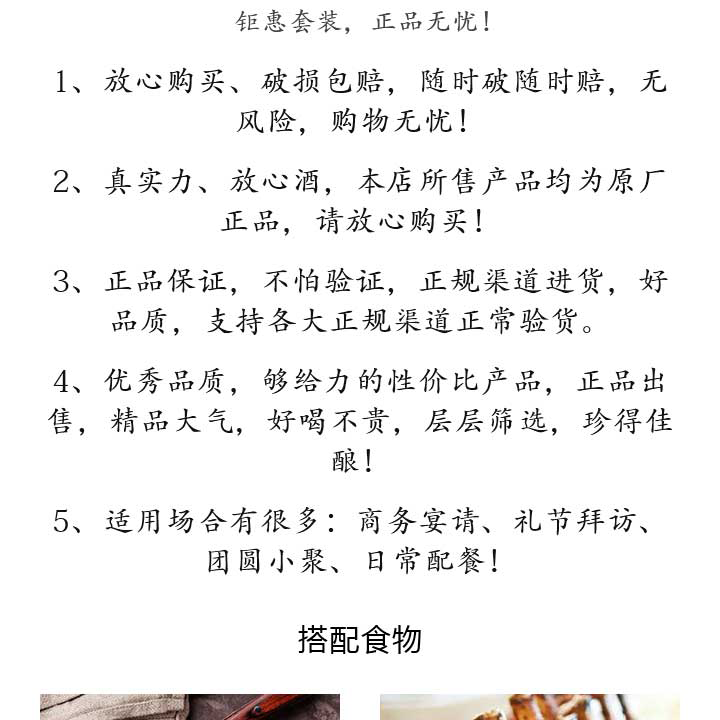 钜惠套装，正品无忧！
1、放心购买、破损包赔，随时破随时赔，无
风险，购物无忧！
2、真实力、放心酒，本店所售产品均为原厂
正品，请放心购买！
3、正品保证，不怕验证，正规渠道进货，好
品质，支持各大正规渠道正常验货。
4、优秀品质，够给力的性价比产品，正品出
售，精品大气，好喝不贵，层层筛选，珍得佳
酿！
5、适用场合有很多：商务宴请、礼节拜访、
团圆小聚、日常配餐！
搭配食物